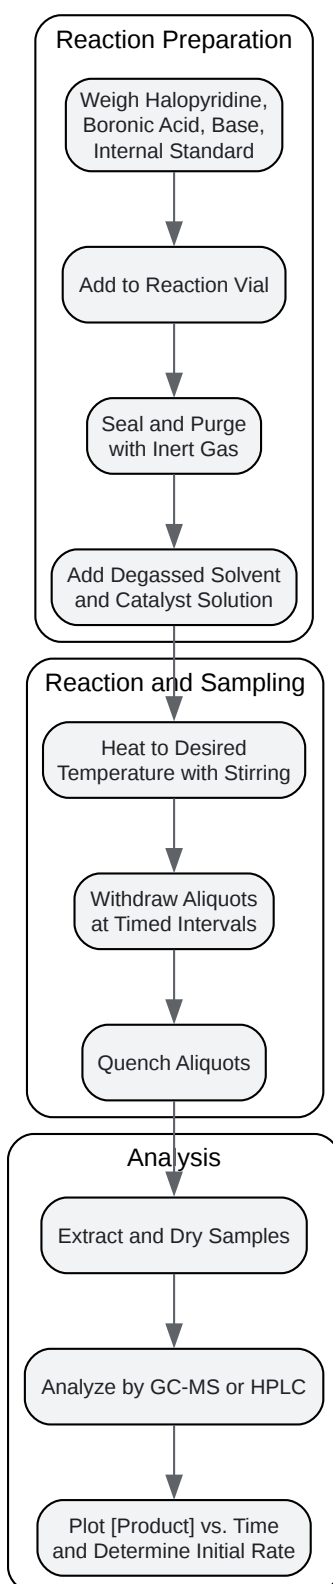 Reaction Preparation
Weigh Halopyridine,
Boronic Acid, Base,
Internal Standard
Add to Reaction Vial
Seal and Purge
with Inert Gas
Add Degassed Solvent
and Catalyst Solution
Reaction and Sampling
Heat to Desired
Temperature with Stirring
Withdraw Aliquots
at Timed Intervals
Quench Aliquots
Analysis
Extract and Dry Samples
Analyze by GC-MS or HPLC
Plot [Product] vs. Time
and Determine Initial Rate